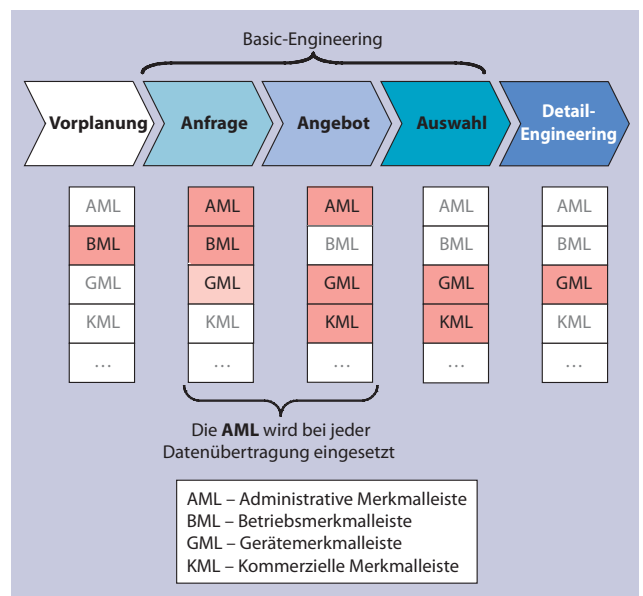 Basic-Engineering
Vorplanung
Anfrage
Angebot
Auswahl
Detail-
Engineering
AML
AML
AML
AML
AML
BML
BML
BML
BML
BML
GML
GML
GML
GML
GML
KML
KML
KML
KML
KML
...
...
...
...
...
Die AML wird bei jeder
Datenübertragung eingesetzt
AML – Administrative Merkmalleiste
BML – Betriebsmerkmalleiste
GML – Gerätemerkmalleiste
KML – Kommerzielle Merkmalleiste